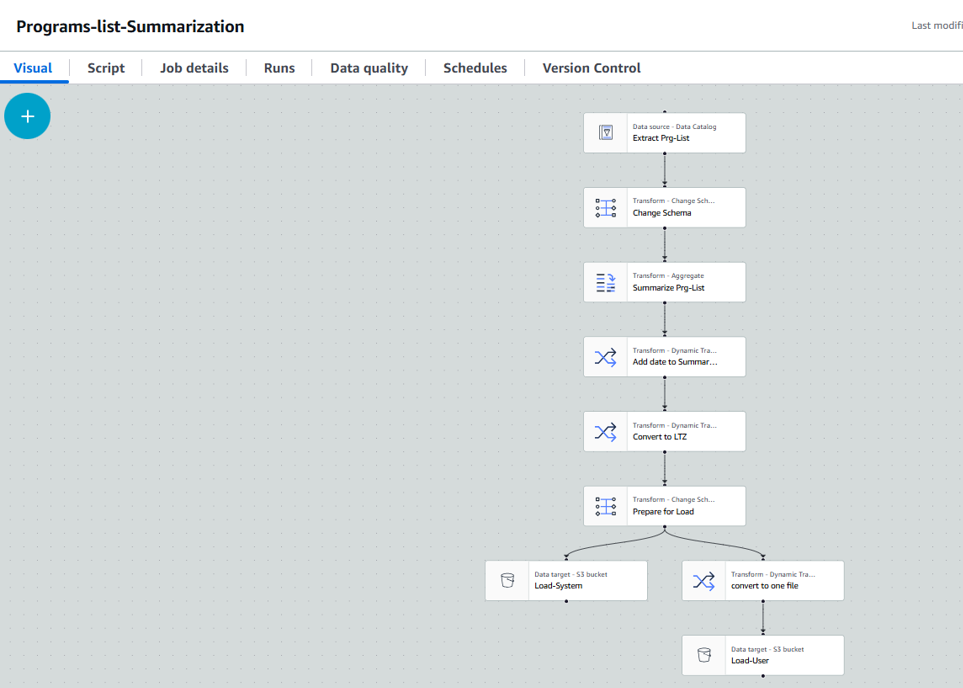 Programs-list-Summarization
Last modifi
Visual
Script
Job details
Runs
Data quality
Schedules
Version Control
Data source - Data Catalog
Extract Prg-List
Transform - Change Sch...
Change Schema
Transform - Aggregate
Summarize Prg-List
Transform - Dynamic Tra...
Add date to Summar...
Transform - Dynamic Tra...
Convert to LTZ
Transform - Change Sch...
Prepare for Load
Data target - S3 bucket
Load-System
Transform - Dynamic Tra...
convert to one file
Data target - S3 bucket
Load-User